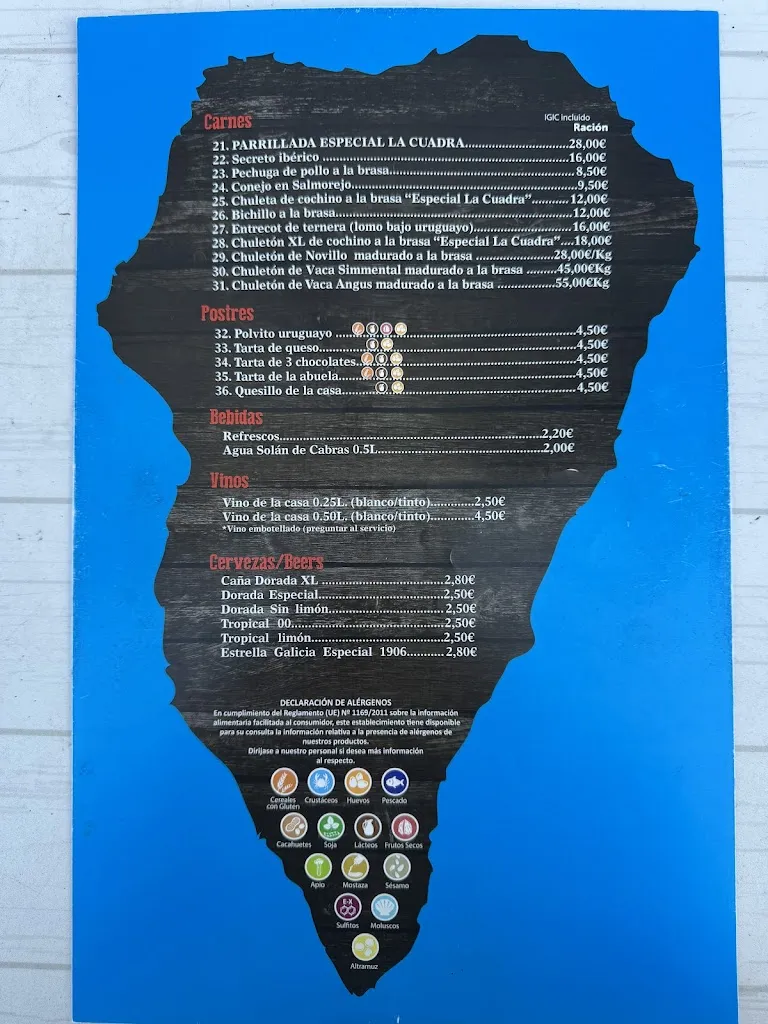 Carnes
IGIC incluido
Ración
21. PARRILLADA ESPECIAL LA CUADRA......28,00€
22. Secreto ibérico......16,00€
23. Pechuga de pollo a la brasa......8,50€
24. Conejo en Salmorejo......9,50€
25. Chuleta de cochino a la brasa “Especial La Cuadra”......12,00€
26. Bichillo a la brasa......12,00€
27. Entrecot de ternera (lomo bajo uruguayo)......16,00€
28. Chuletón XL de cochino a la brasa “Especial La Cuadra”....18,00€
29. Chuletón de Novillo madurado a la brasa......28,00€/Kg
30. Chuletón de Vaca Simmental madurado a la brasa ......45,00€Kg
31. Chuletón de Vaca Angus madurado a la brasa ......55,00€Kg
Postres
32. Polvito uruguayo......4,50€
33. Tarta de queso......4,50€
34. Tarta de 3 chocolates......4,50€
35. Tarta de la abuela......4,50€
36. Quesillo de la casa......4,50€
Bebidas
Refrescos......2,20€
Agua Solán de Cabras 0.5L......2,00€
Vinos
Vino de la casa 0.25L. (blanco/tinto)......2,50€
Vino de la casa 0.50L. (blanco/tinto)......4,50€
*Vino embotellado (preguntar al servicio)
Cervezas/Beers
Caña Dorada XL ......2,80€
Dorada Especial......2,50€
Dorada Sin limón......2,50€
Tropical 00......2,50€
Tropical limón......2,50€
Estrella Galicia Especial 1906......2,80€
DECLARACIÓN DE ALÉRGENOS
En cumplimiento del Reglamento (UE) Nº 1169/2011 sobre la información
alimentaria facilitada al consumidor, este establecimiento tiene disponible
para su consulta la información relativa a la presencia de alérgenos de
nuestros productos.
Diríjase a nuestro personal si desea más información
al respecto.
Cereales con Gluten
Crustáceos
Huevos
Pescado
Cacahuetes
Soja
Lácteos
Frutos Secos
Apio
Mostaza
Sésamo
E-X
Sulfitos
Moluscos
Altramuz